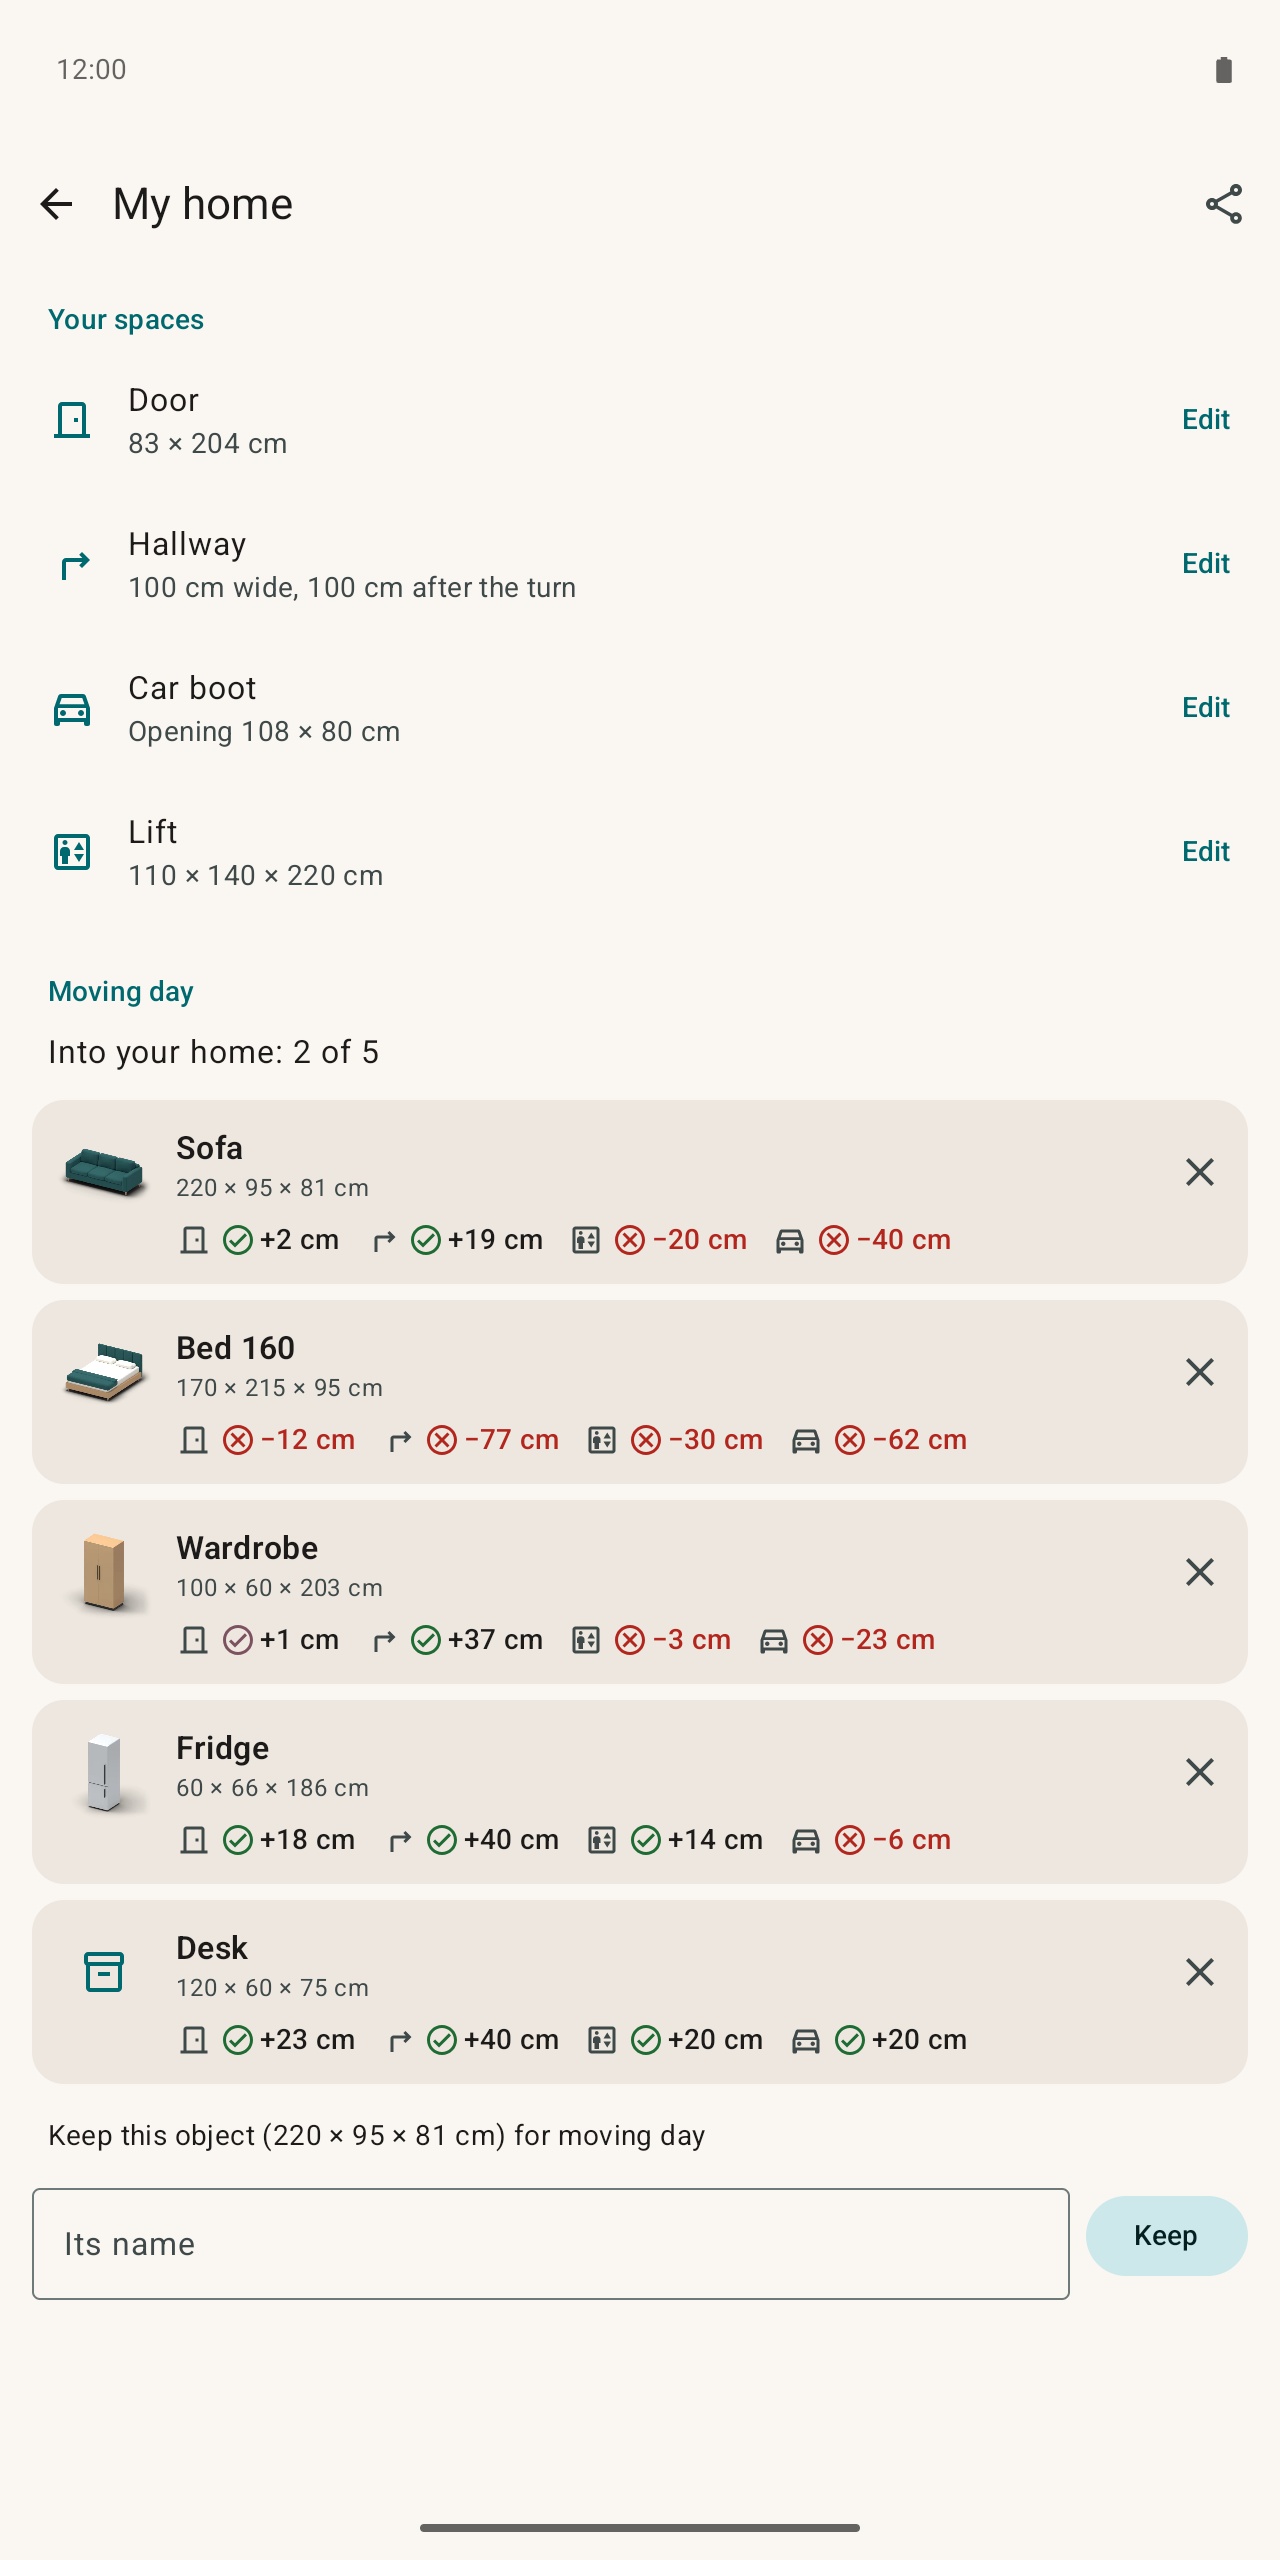 12:00
My home
Your spaces
Door
83 × 204 cm
Edit
Hallway
100 cm wide, 100 cm after the turn
Edit
Car boot
Opening 108 × 80 cm
Edit
Lift
110 × 140 × 220 cm
Edit
Moving day
Into your home: 2 of 5
Sofa
220 × 95 × 81 cm
+2 cm +19 cm −20 cm −40 cm
Bed 160
170 × 215 × 95 cm
−12 cm −77 cm −30 cm −62 cm
Wardrobe
100 × 60 × 203 cm
+1 cm +37 cm −3 cm −23 cm
Fridge
60 × 66 × 186 cm
+18 cm +40 cm +14 cm −6 cm
Desk
120 × 60 × 75 cm
+23 cm +40 cm +20 cm +20 cm
Keep this object (220 × 95 × 81 cm) for moving day
Its name
Keep